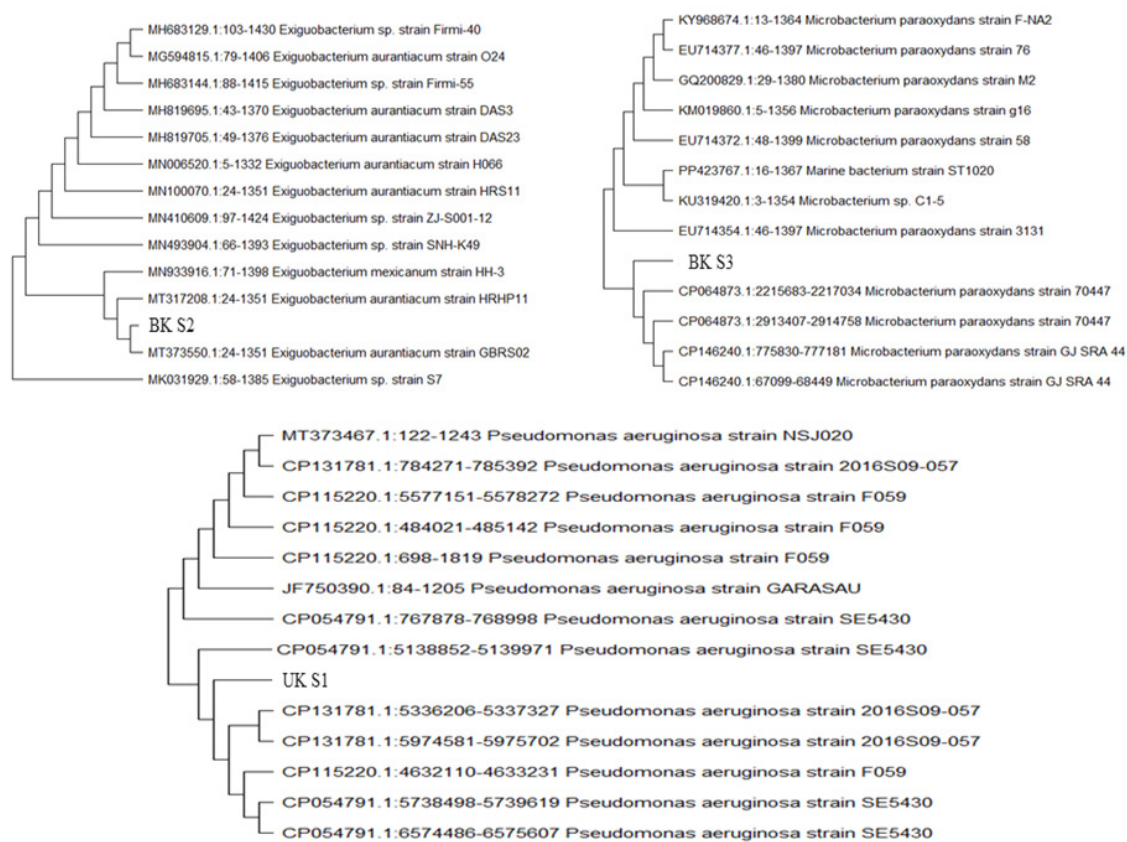 MH683129.1:103-1430 Exiguobacterium sp. strain Firmi-40
MG594815.1:79-1406 Exiguobacterium aurantiacum strain O24
MH683144.1:88-1415 Exiguobacterium sp. strain Firmi-55
MH819695.1:43-1370 Exiguobacterium aurantiacum strain DAS3
MH819705.1:49-1376 Exiguobacterium aurantiacum strain DAS23
MN006520.1:5-1332 Exiguobacterium aurantiacum strain H066
MN100070.1:24-1351 Exiguobacterium aurantiacum strain HRS11
MN410609.1:97-1424 Exiguobacterium sp. strain ZJ-S001-12
MN493904.1:66-1393 Exiguobacterium sp. strain SNH-K49
MN933916.1:71-1398 Exiguobacterium mexicanum strain HH-3
MT317208.1:24-1351 Exiguobacterium aurantiacum strain HRHP11
BK S2
MT373550.1:24-1351 Exiguobacterium aurantiacum strain GBRS02
MK031929.1:58-1385 Exiguobacterium sp. strain S7
KY968674.1:13-1364 Microbacterium paraoxydans strain F-NA2
EU714377.1:46-1397 Microbacterium paraoxydans strain 76
GQ200829.1:29-1380 Microbacterium paraoxydans strain M2
KM019860.1:5-1356 Microbacterium paraoxydans strain g16
EU714372.1:48-1399 Microbacterium paraoxydans strain 58
PP423767.1:16-1367 Marine bacterium strain ST1020
KU319420.1:3-1354 Microbacterium sp. C1-5
EU714354.1:46-1397 Microbacterium paraoxydans strain 3131
BK S3
CP064873.1:2215683-2217034 Microbacterium paraoxydans strain 70447
CP064873.1:2913407-2914758 Microbacterium paraoxydans strain 70447
CP146240.1:775830-777181 Microbacterium paraoxydans strain GJ SRA 44
CP146240.1:67099-68449 Microbacterium paraoxydans strain GJ SRA 44
MT373467.1:122-1243 Pseudomonas aeruginosa strain NSJ020
CP131781.1:784271-785392 Pseudomonas aeruginosa strain 2016S09-057
CP115220.1:5577151-5578272 Pseudomonas aeruginosa strain F059
CP115220.1:484021-485142 Pseudomonas aeruginosa strain F059
CP115220.1:698-1819 Pseudomonas aeruginosa strain F059
JF750390.1:84-1205 Pseudomonas aeruginosa strain GARASAU
CP054791.1:767878-768998 Pseudomonas aeruginosa strain SE5430
CP054791.1:5138852-5139971 Pseudomonas aeruginosa strain SE5430
UK S1
CP131781.1:5336206-5337327 Pseudomonas aeruginosa strain 2016S09-057
CP131781.1:5974581-5975702 Pseudomonas aeruginosa strain 2016S09-057
CP115220.1:4632110-4633231 Pseudomonas aeruginosa strain F059
CP054791.1:5738498-5739619 Pseudomonas aeruginosa strain SE5430
CP054791.1:6574486-6575607 Pseudomonas aeruginosa strain SE5430